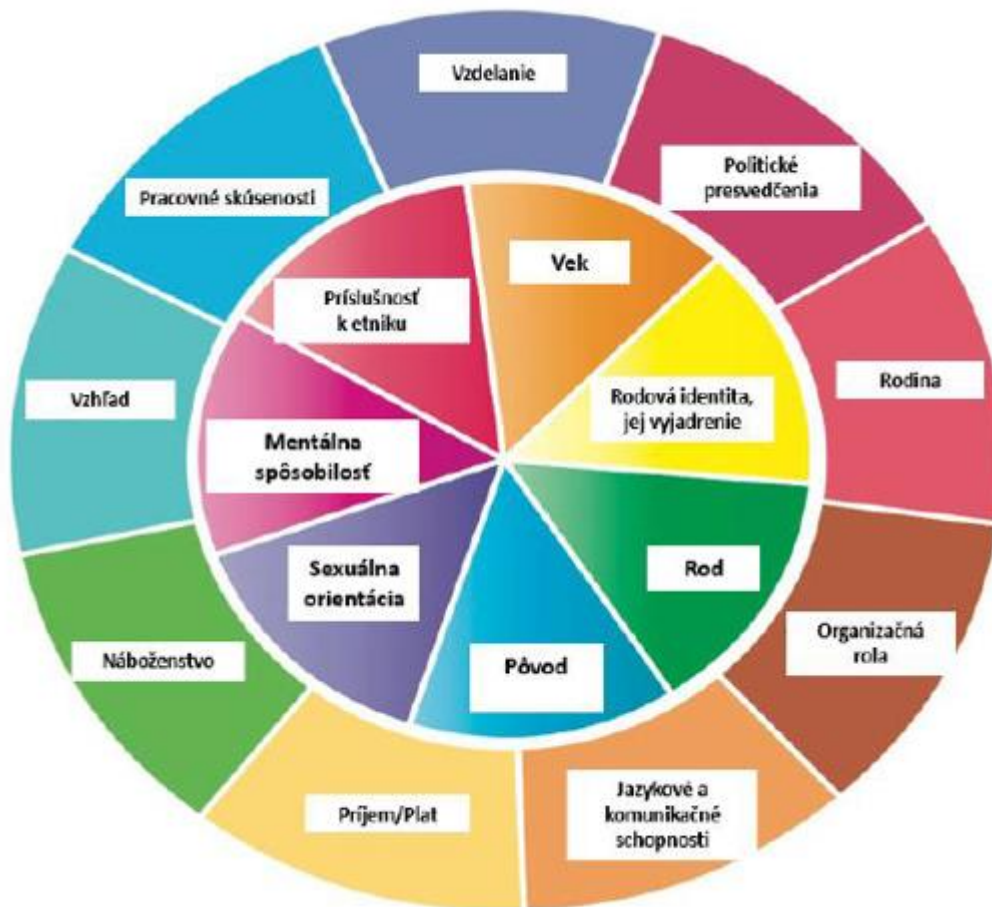 Vzdelanie
Politické
presvedčenia
Rodina
Organizačná
rola
Jazykové a
komunikačné
schopnosti
Príjem/Plat
Náboženstvo
Vzhľad
Pracovné skúsenosti
Vek
Rodová identita,
jej vyjadrenie
Rod
Pôvod
Sexuálna
orientácia
Mentálna
spôsobilosť
Príslušnosť
k etniku